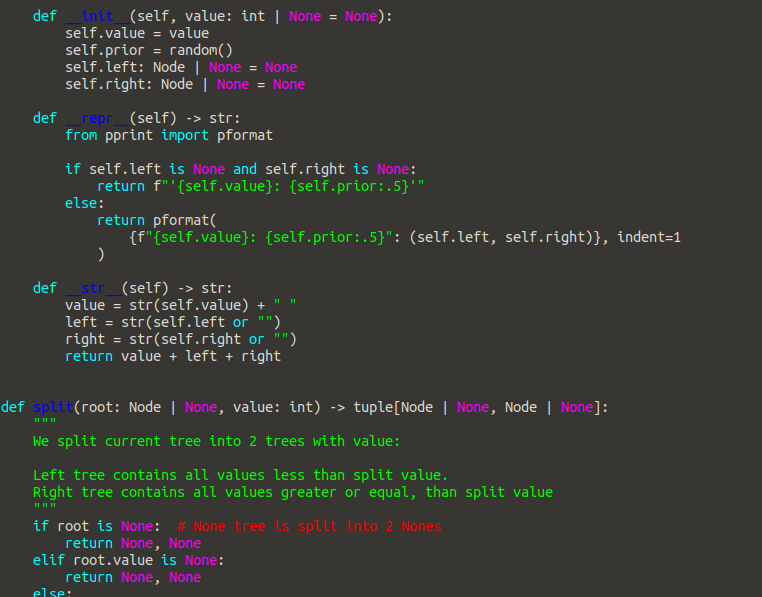 def __init__(self, value: int | None = None):
        self.value = value
        self.prior = random()
        self.left: Node | None = None
        self.right: Node | None = None

    def __repr__(self) -> str:
        from pprint import pformat

        if self.left is None and self.right is None:
            return f"'{self.value}: {self.prior:.5}'"
        else:
            return pformat(
                {f"{self.value}: {self.prior:.5}": (self.left, self.right)}, indent=1
            )

    def __str__(self) -> str:
        value = str(self.value) + " "
        left = str(self.left or "")
        right = str(self.right or "")
        return value + left + right


def split(root: Node | None, value: int) -> tuple[Node | None, Node | None]:
    """
    We split current tree into 2 trees with value:

    Left tree contains all values less than split value.
    Right tree contains all values greater or equal, than split value
    """
    if root is None:  # None tree is split into 2 Nones
        return None, None
    elif root.value is None:
        return None, None
    else: